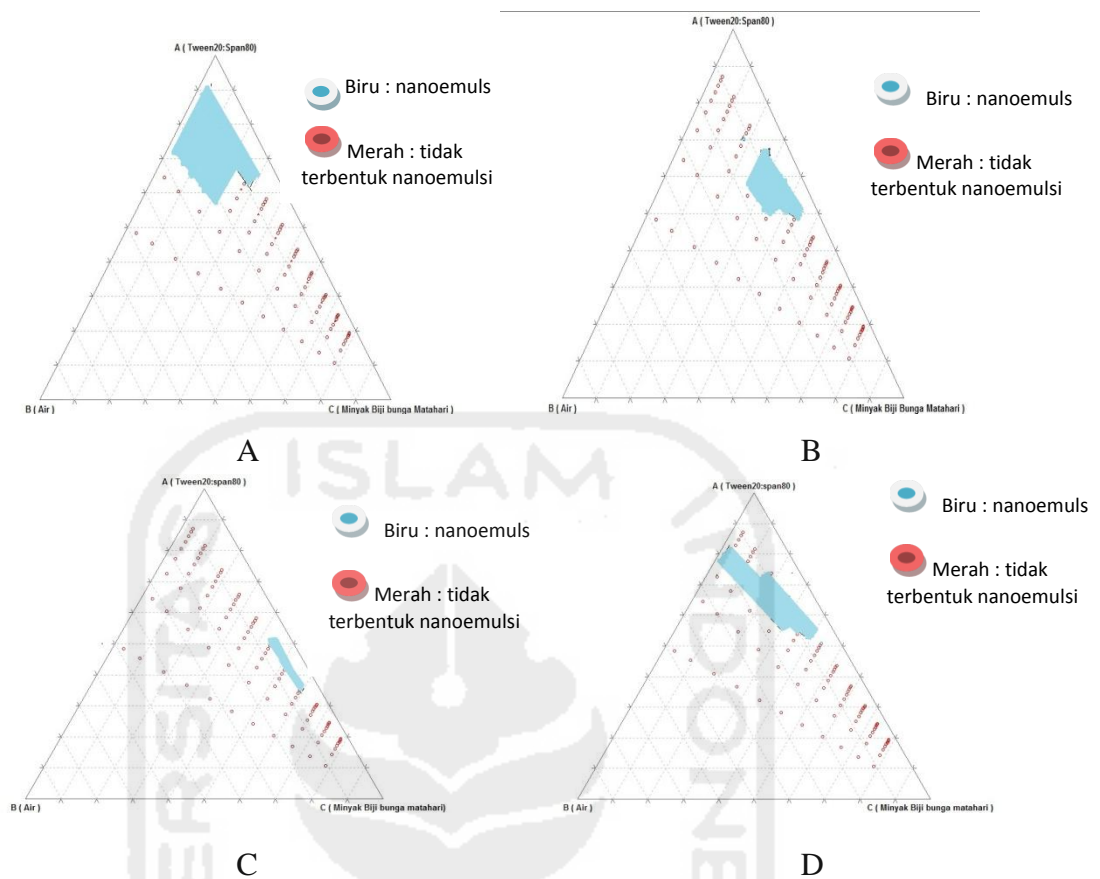 A ( Tween20:Span80)
Biru : nanoemuls
Merah : tidak
terbentuk nanoemulsi
B ( Air )
C ( Minyak Biji bunga Matahari )
A
A ( Tween20:Span80 )
Biru : nanoemuls
Merah : tidak
terbentuk nanoemulsi
B ( Air )
C ( Minyak Biji Bunga Matahari )
B
ISLAM
A ( Tween20:span80 )
Biru : nanoemuls
Merah : tidak
terbentuk nanoemulsi
B ( Air )
C ( Minyak Biji bunga matahari)
C
A ( Tween20:span80 )
Biru : nanoemuls
Merah : tidak
terbentuk nanoemulsi
B ( Air )
C ( Minyak Biji bunga matahari )
D
ERSITAS